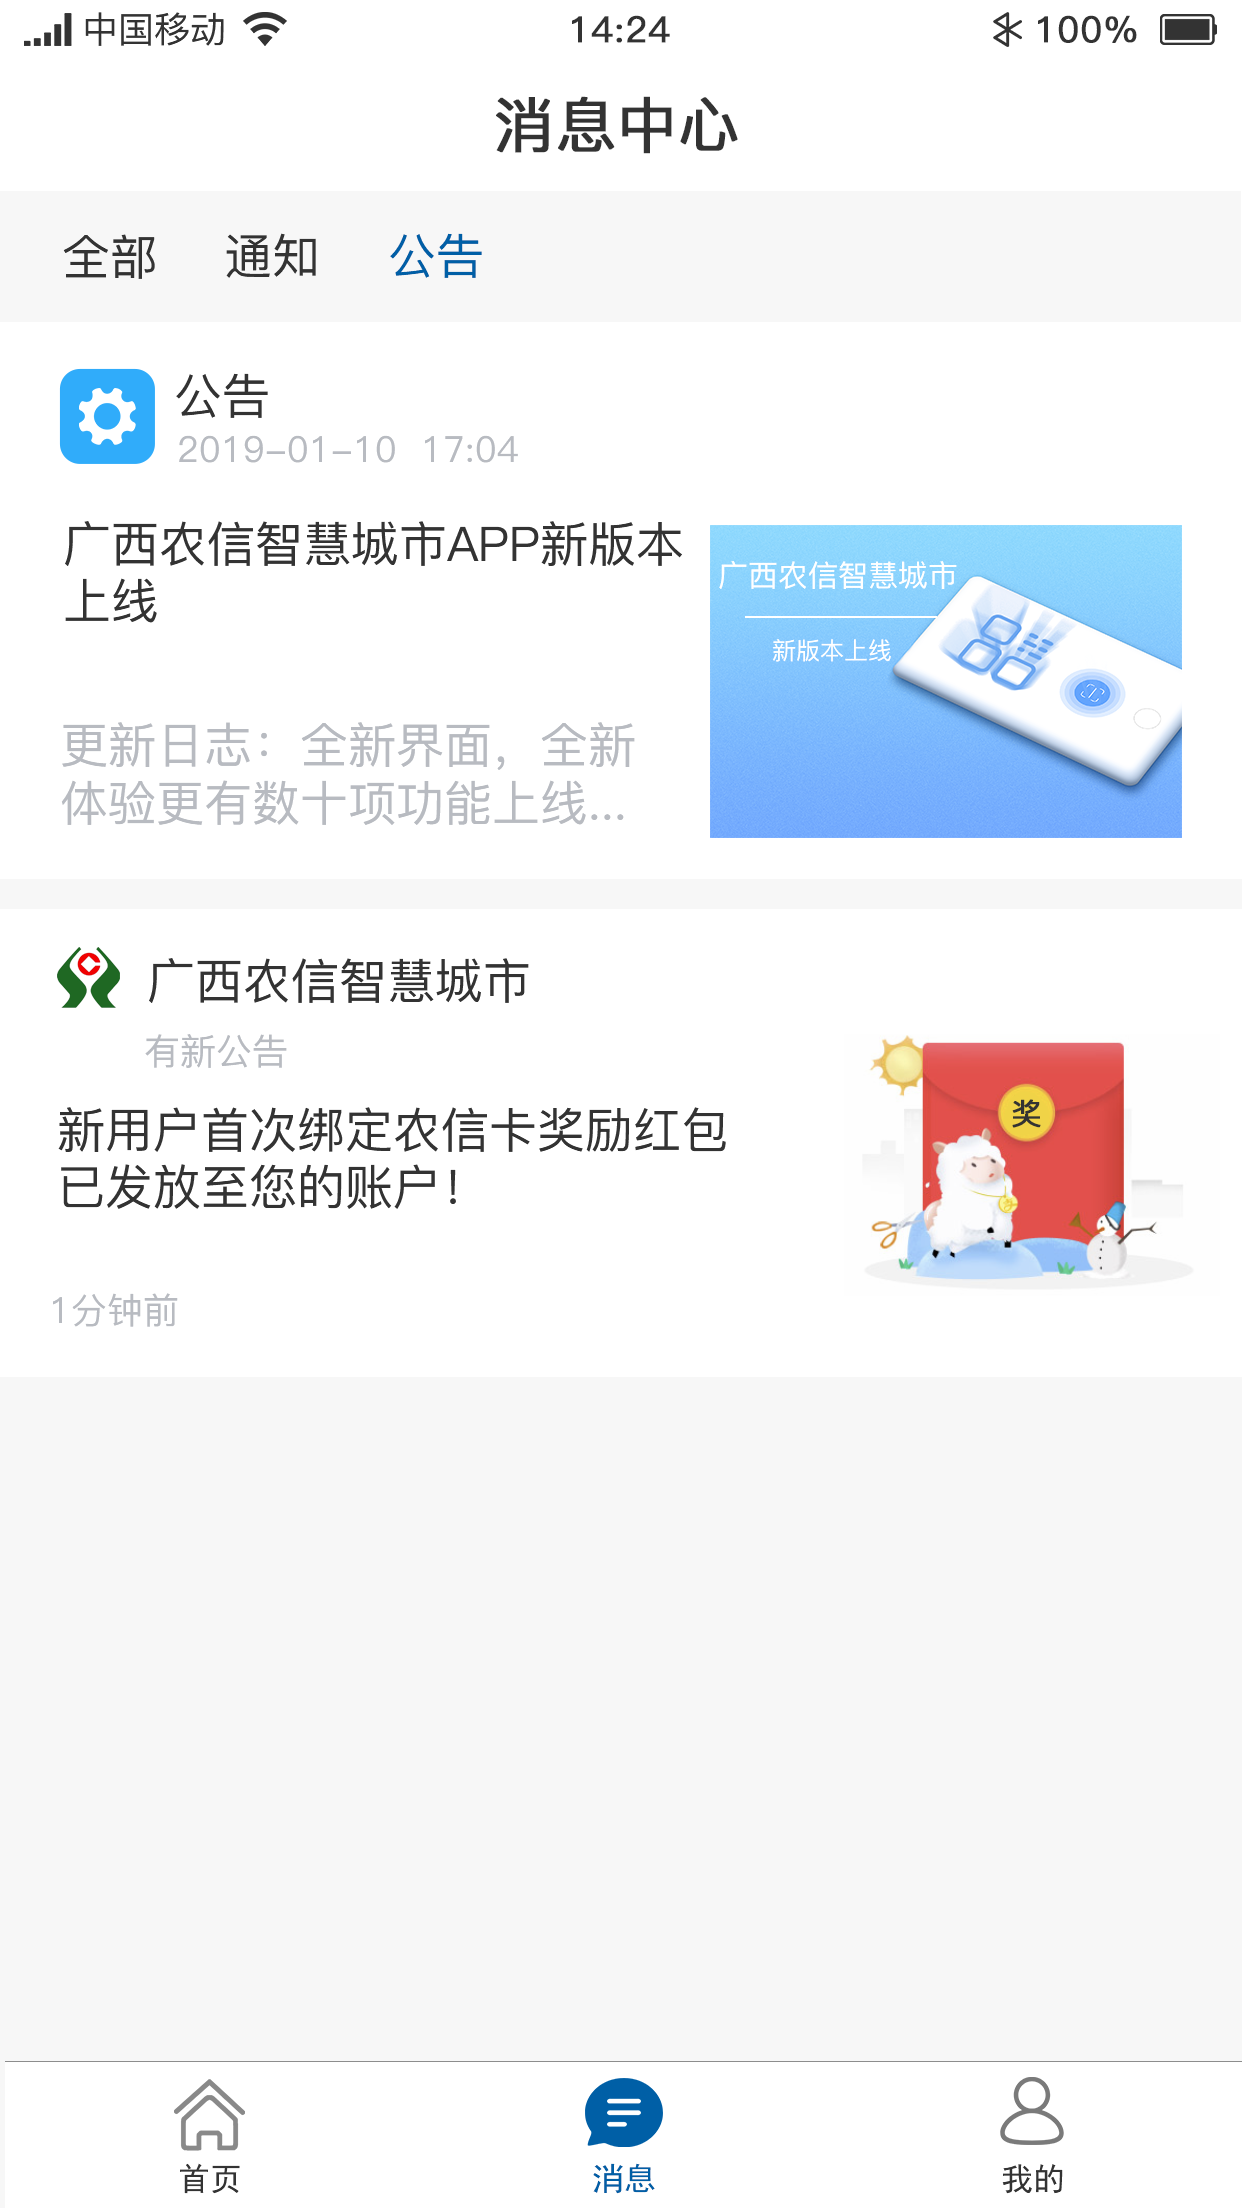 中国移动
14:24
100%
消息中心
全部 通知 公告
公告
2019-01-10 17:04
广西农信智慧城市APP新版本
上线
更新日志：全新界面，全新
体验更有数十项功能上线...
广西农信智慧城市
新版本上线
广西农信智慧城市
有新公告
新用户首次绑定农信卡奖励红包
已发放至您的账户！
1分钟前
奖
首页 消息 我的